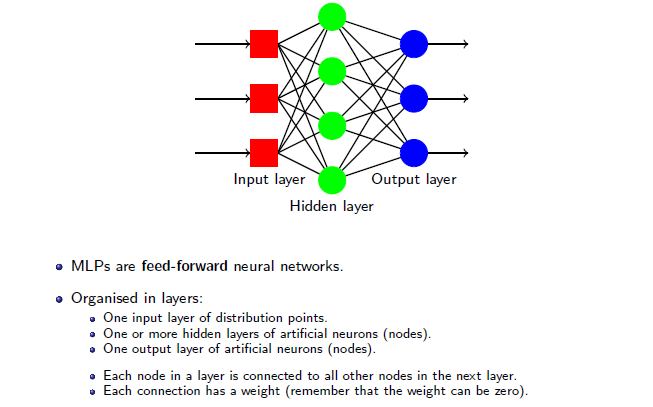 Input layer
Output layer
Hidden layer
MLPs are feed-forward neural networks.
Organised in layers:
One input layer of distribution points.
One or more hidden layers of artificial neurons (nodes).
One output layer of artificial neurons (nodes).
Each node in a layer is connected to all other nodes in the next layer.
Each connection has a weight (remember that the weight can be zero).